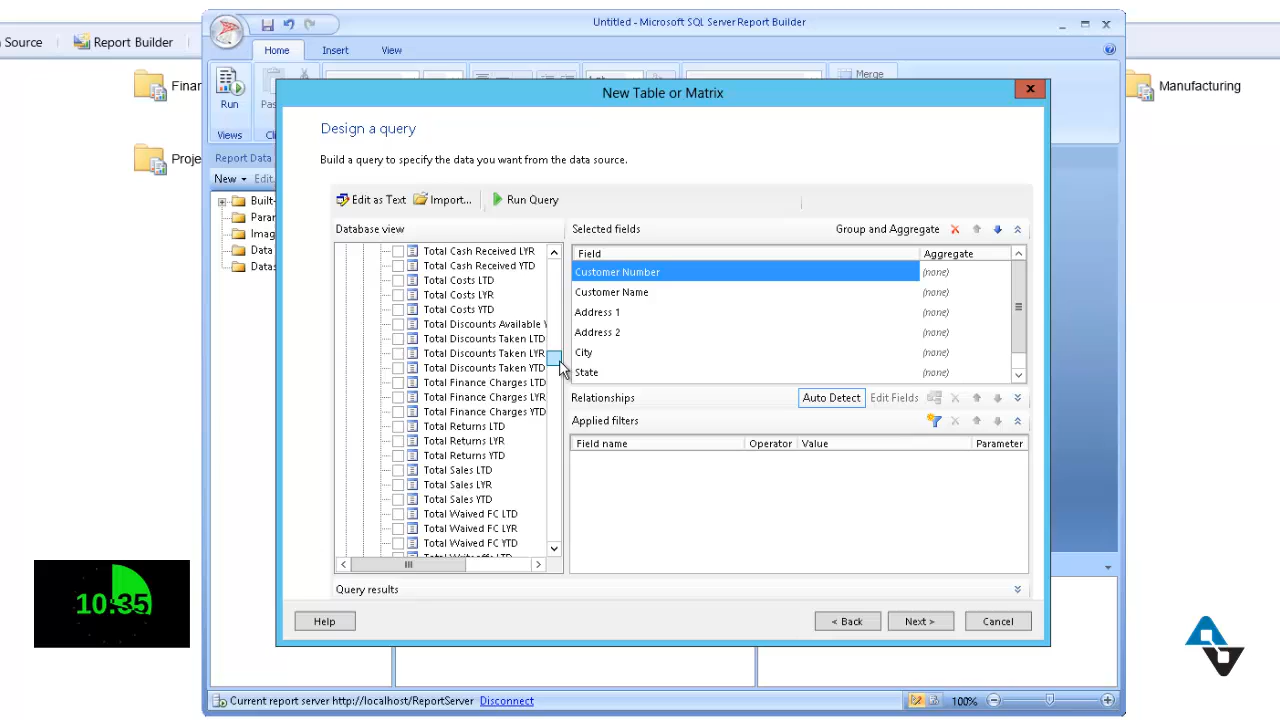 Untitled - Microsoft SQL Server Report Builder
Source
Report Builder
Home
Insert
View
Manufacturing
Run
Merge
Views
Report Data
New
Edit
Data
New Table or Matrix
x
Design a query
Build a query to specify the data you want from the data source.
Edit as Text
Import...
Run Query
Database view
Total Cash Received LYR
Total Cash Received YTD
Total Costs LTD
Total Costs LYR
Total Costs YTD
Total Discounts Available
Total Discounts Taken LTD
Total Discounts Taken LYR
Total Discounts Taken YTD
Total Finance Charges LTD
Total Finance Charges LYR
Total Finance Charges YTD
Total Returns LTD
Total Returns LYR
Total Returns YTD
Total Sales LTD
Total Sales LYR
Total Sales YTD
Total Waived FC LTD
Total Waived FC LYR
Total Waived FC YTD
Selected fields
Group and Aggregate
Field Aggregate
Customer Number (none)
Customer Name (none)
Address 1 (none)
Address 2 (none)
City (none)
State (none)
Relationships
Auto Detect
Edit Fields
Applied filters
Field name Operator Value Parameter
Query results
Help
< Back
Next >
Cancel
10:35
Current report server http://localhost/ReportServer Disconnect
100%